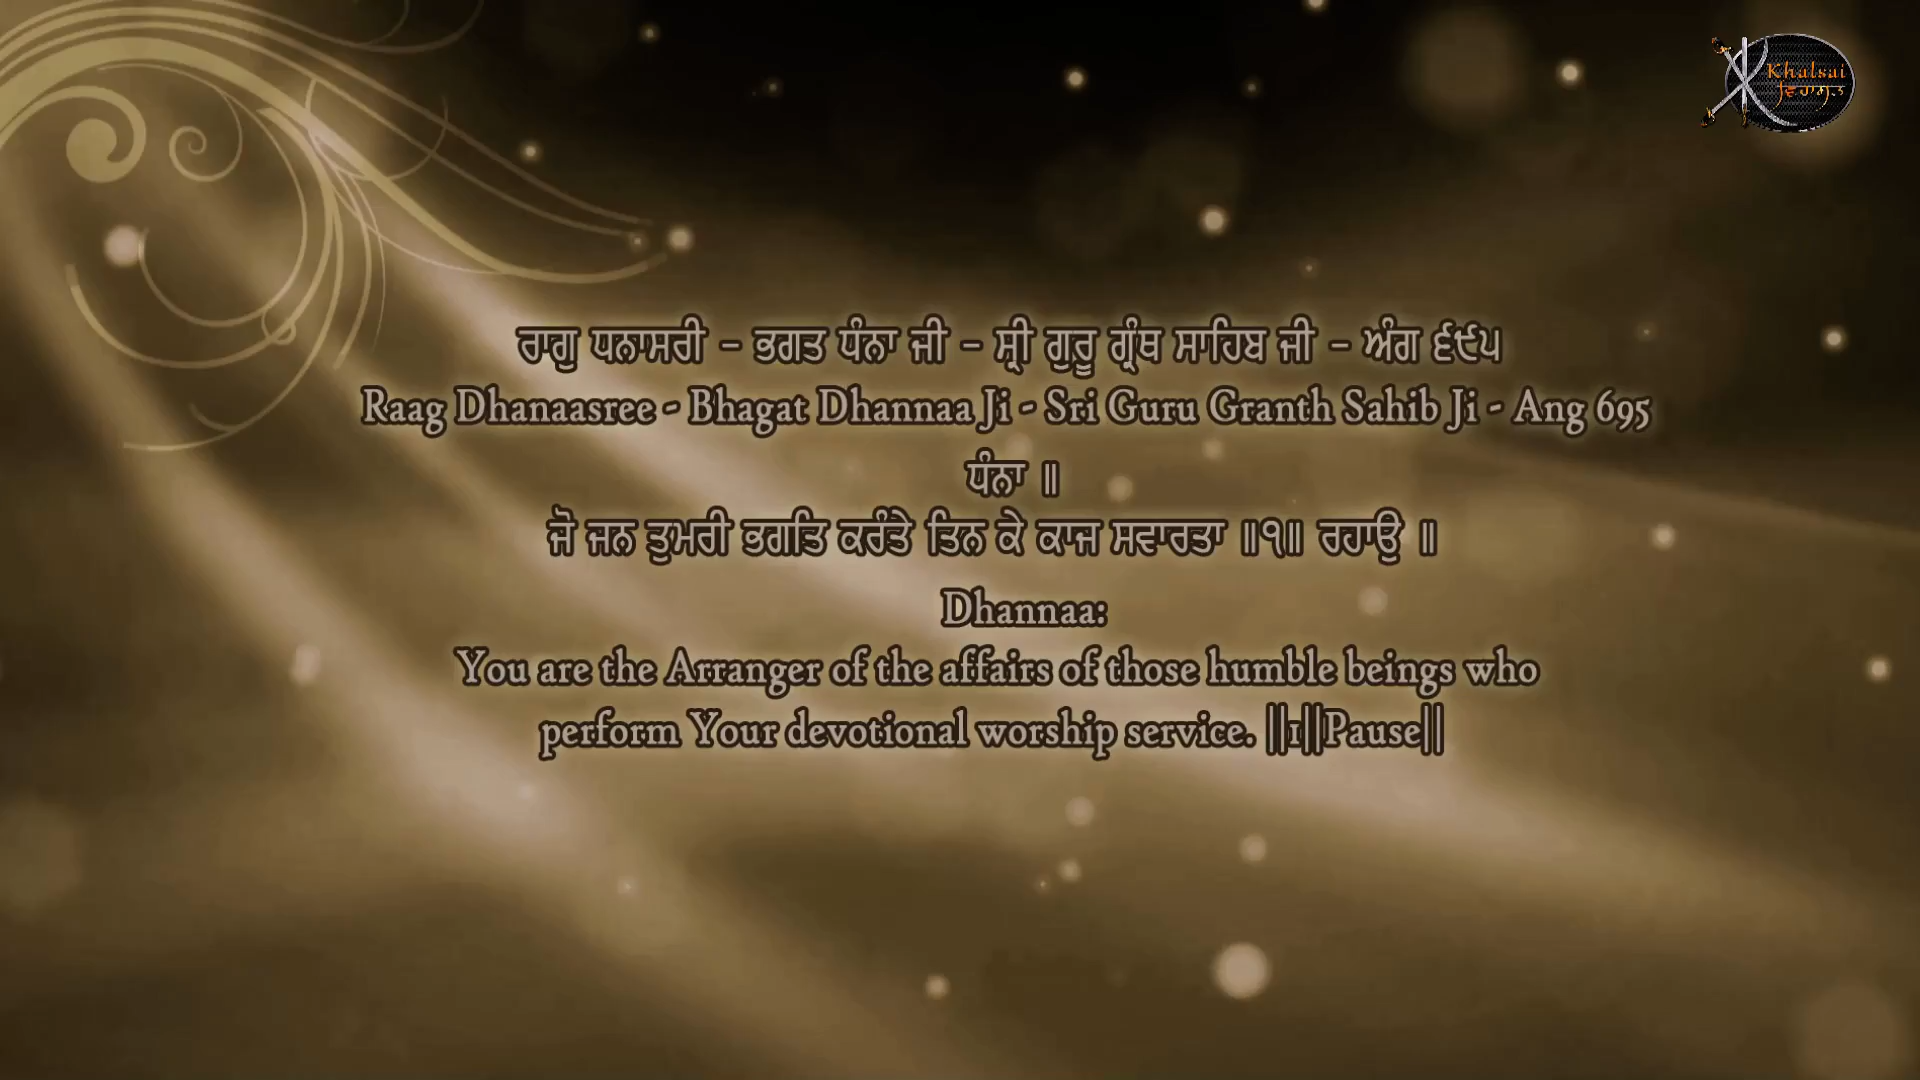 Khalsai
ਵਿਰਾਸਤ
ਰਾਗੁ ਧਨਾਸਰੀ - ਭਗਤ ਧੰਨਾ ਜੀ - ਸ੍ਰੀ ਗੁਰੂ ਗ੍ਰੰਥ ਸਾਹਿਬ ਜੀ - ਅੰਗ ੬੯੫
Raag Dhanaasree - Bhagat Dhannaa Ji - Sri Guru Granth Sahib Ji - Ang 695
ਧੰਨਾ ॥
ਜੋ ਜਨ ਤੁਮਰੀ ਭਗਤਿ ਕਰੰਤੇ ਤਿਨ ਕੇ ਕਾਜ ਸਵਾਰਤਾ ॥੧॥ ਰਹਾਉ ॥
Dhannaa:
You are the Arranger of the affairs of those humble beings who
perform Your devotional worship service. ||1||Pause||